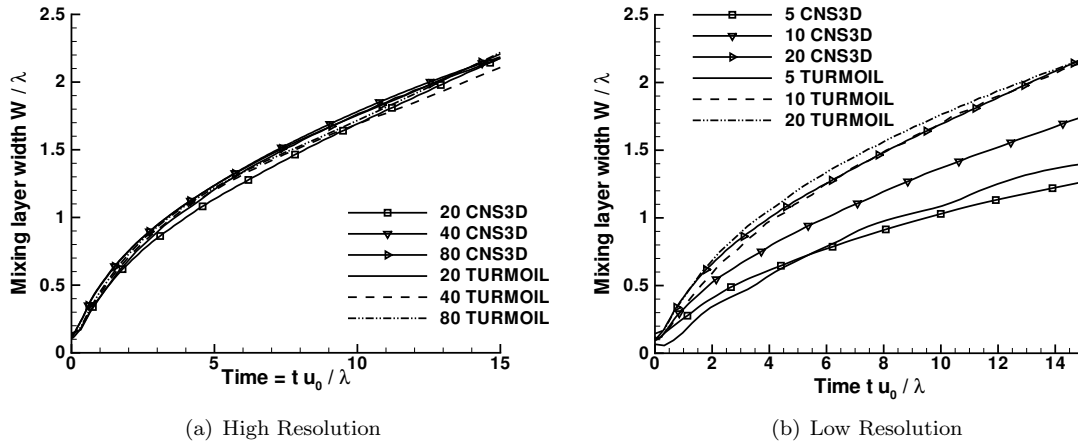 2.5
2
1.5
1
0.5
0
Mixing layer width W / λ
20 CNS3D
40 CNS3D
80 CNS3D
20 TURMOIL
40 TURMOIL
80 TURMOIL
0 5 10 15
Time = t u0 / λ
(a) High Resolution
2.5
2
1.5
1
0.5
0
Mixing layer width W / λ
5 CNS3D
10 CNS3D
20 CNS3D
5 TURMOIL
10 TURMOIL
20 TURMOIL
0 2 4 6 8 10 12 14
Time t u0 / λ
(b) Low Resolution